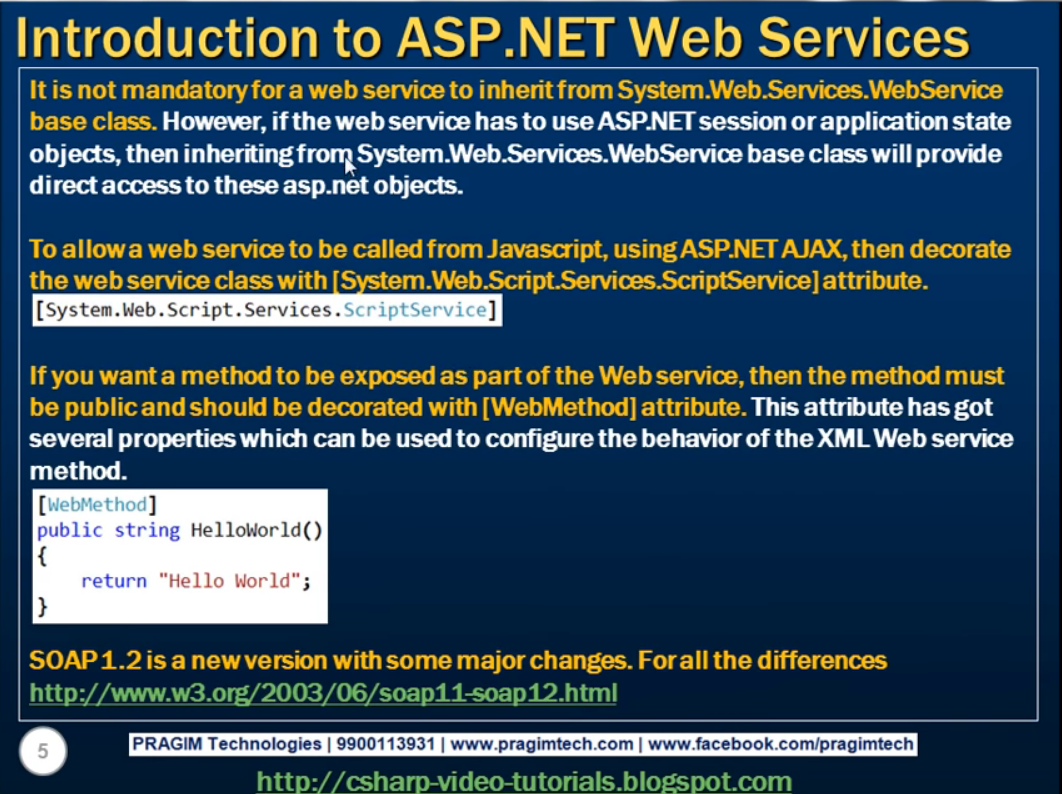 Introduction to ASP.NET Web Services
It is not mandatory for a web service to inherit from System.Web.Services.WebService
base class. However, if the web service has to use ASP.NET session or application state
objects, then inheriting from System.Web.Services.WebService base class will provide
direct access to these asp.net objects.
To allow a web service to be called from Javascript, using ASP.NET AJAX, then decorate
the web service class with [System.Web.Script.Services.ScriptService] attribute.
[System.Web.Script.Services.ScriptService]
If you want a method to be exposed as part of the Web service, then the method must
be public and should be decorated with [WebMethod] attribute. This attribute has got
several properties which can be used to configure the behavior of the XML Web service
method.
[WebMethod]
public string HelloWorld()
{
return "Hello World";
}
SOAP 1.2 is a new version with some major changes. For all the differences
http://www.w3.org/2003/06/soap11-soap12.html
5
PRAGIM Technologies | 9900113931 | www.pragimtech.com | www.facebook.com/pragimtech
http://csharp-video-tutorials.blogspot.com